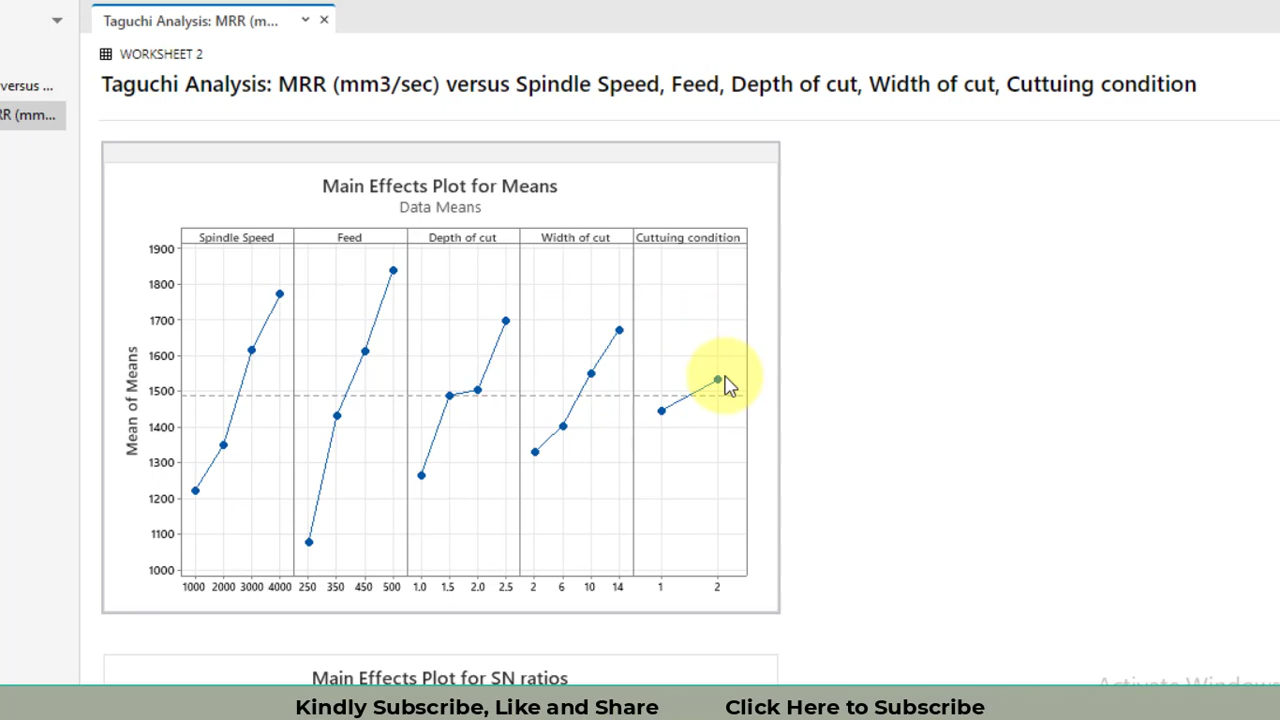 Taguchi Analysis: MRR (m...
WORKSHEET 2
versus ...
RR (mm...
Taguchi Analysis: MRR (mm3/sec) versus Spindle Speed, Feed, Depth of cut, Width of cut, Cuttuing condition
Main Effects Plot for Means
Data Means
Spindle Speed Feed Depth of cut Width of cut Cuttuing condition
1900
1800
1700
1600
1500
1400
1300
1200
1100
1000
Mean of Means
1000 2000 3000 4000 250 350 450 500 1.0 1.5 2.0 2.5 2 6 10 14 1 2
Main Effects Plot for SN ratios
Activate Windows
Kindly Subscribe, Like and Share Click Here to Subscribe